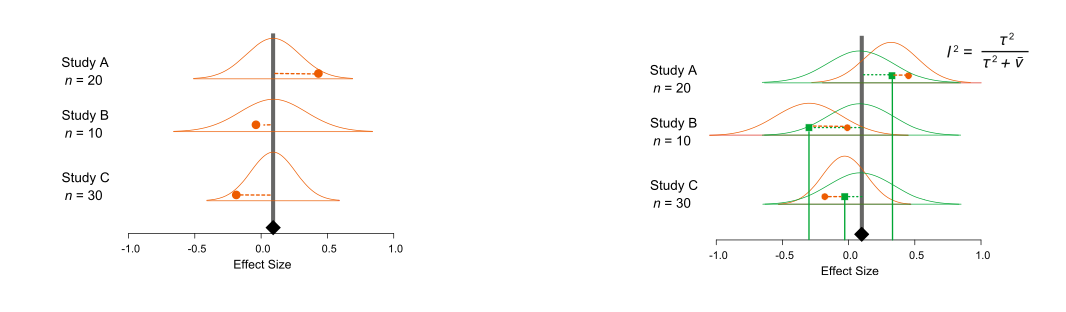 Study A
n = 20
Study B
n = 10
Study C
n = 30
-1.0 -0.5 0.0 0.5 1.0
Effect Size
I² = τ² / (τ² + v̄)
Study A
n = 20
Study B
n = 10
Study C
n = 30
-1.0 -0.5 0.0 0.5 1.0
Effect Size